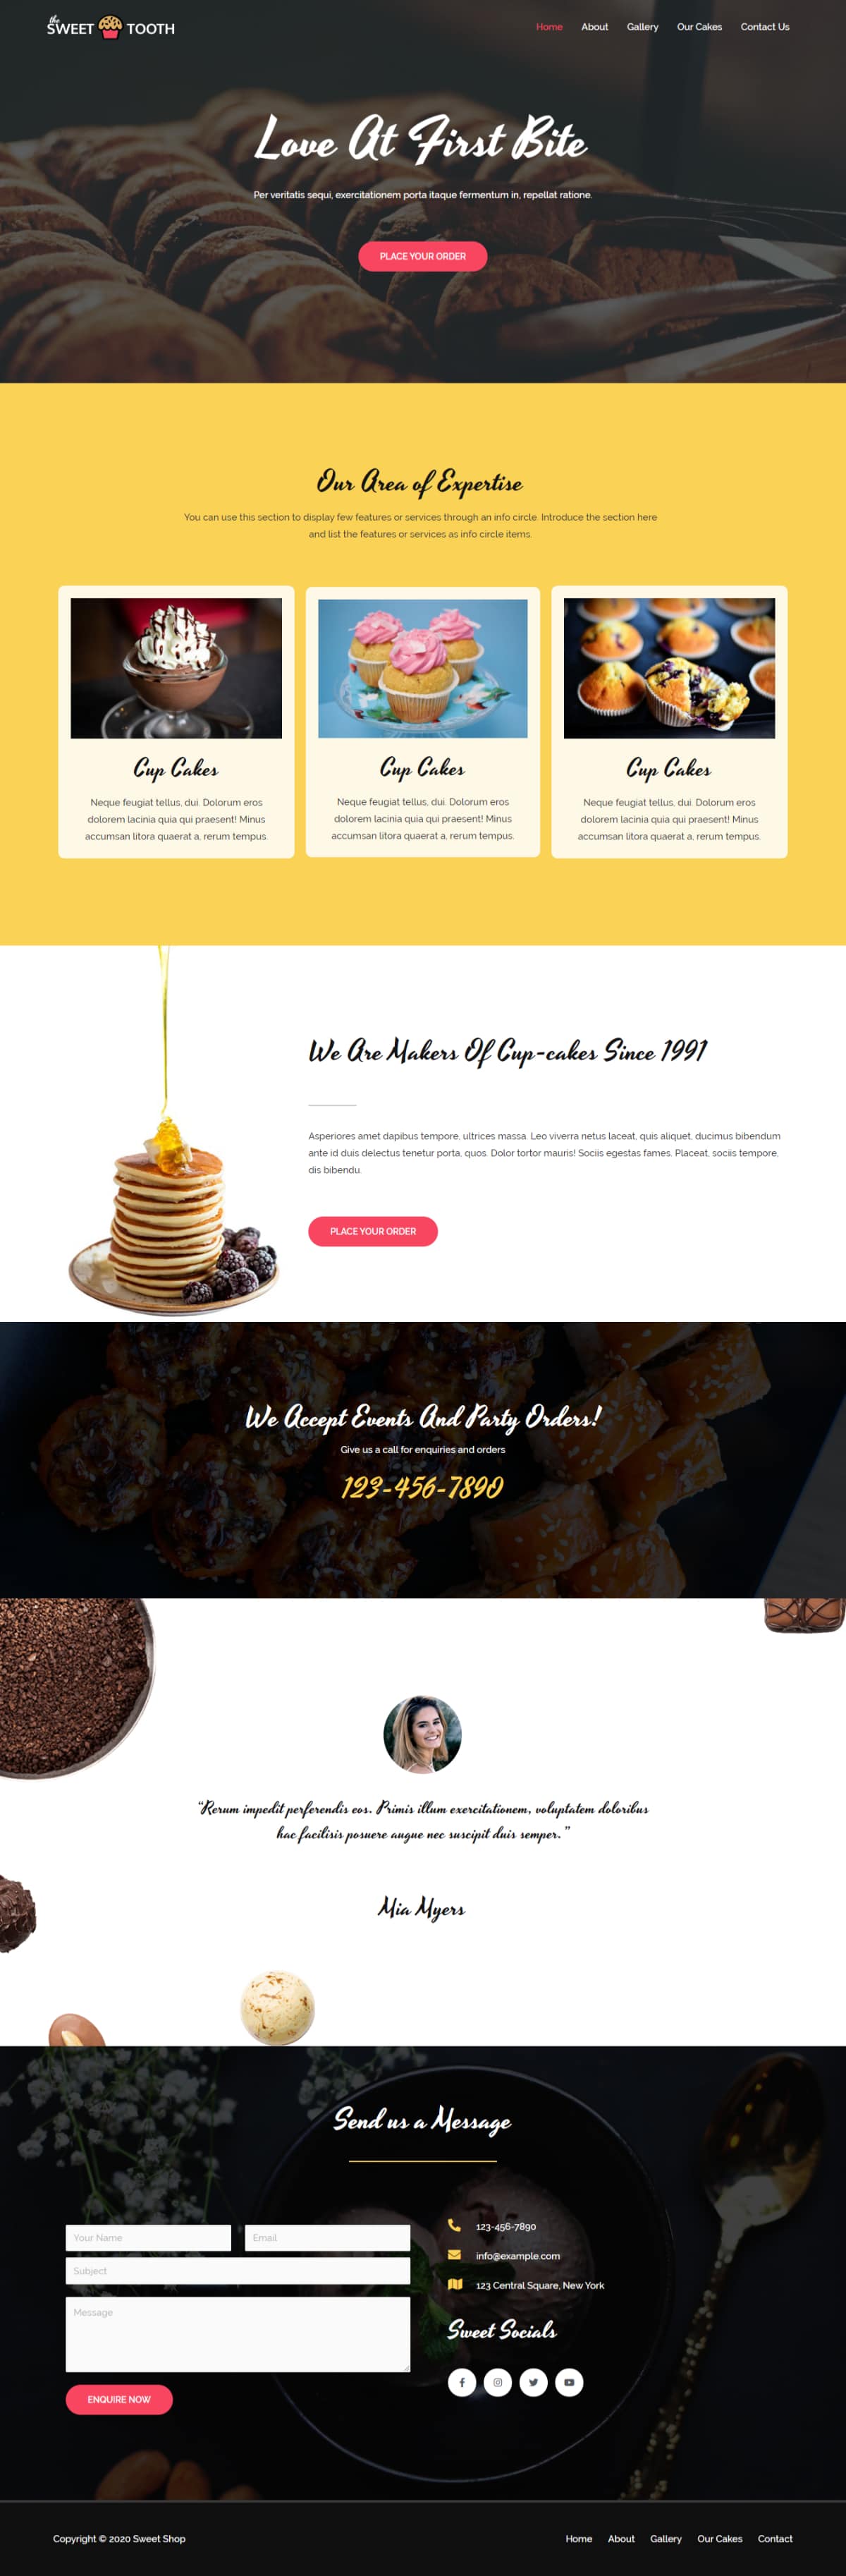 the
SWEET TOOTH
Home About Gallery Our Cakes Contact Us
Love At First Bite
Per veritatis sequi, exercitationem porta itaque fermentum in, repellat ratione.
PLACE YOUR ORDER
Our Area of Expertise
You can use this section to display few features or services through an info circle. Introduce the section here
and list the features or services as info circle items.
Cup Cakes
Neque feugiat tellus, dui. Dolorum eros
dolorem lacinia quia qui praesent! Minus
accumsan litora quaerat a, rerum tempus.
Cup Cakes
Neque feugiat tellus, dui. Dolorum eros
dolorem lacinia quia qui praesent! Minus
accumsan litora quaerat a, rerum tempus.
Cup Cakes
Neque feugiat tellus, dui. Dolorum eros
dolorem lacinia quia qui praesent! Minus
accumsan litora quaerat a, rerum tempus.
We Are Makers Of Cup-cakes Since 1991
Asperiores amet dapibus tempore, ultrices massa. Leo viverra netus laceat, quis aliquet, ducimus bibendum
ante id duis delectus tenetur porta, quos. Dolor tortor mauris! Sociis egestas fames. Placeat, sociis tempore,
dis bibendu.
PLACE YOUR ORDER
We Accept Events And Party Orders!
Give us a call for enquiries and orders
123-456-7890
“Rerum impedit perferendis eos. Primis illum exercitationem, voluptatem doloribus
hac facilisis posuere augue nec suscipit duis semper.”
Mia Myers
Send us a Message
Your Name
Email
Subject
Message
ENQUIRE NOW
123-456-7890
info@example.com
123 Central Square, New York
Sweet Socials
Copyright © 2020 Sweet Shop
Home About Gallery Our Cakes Contact